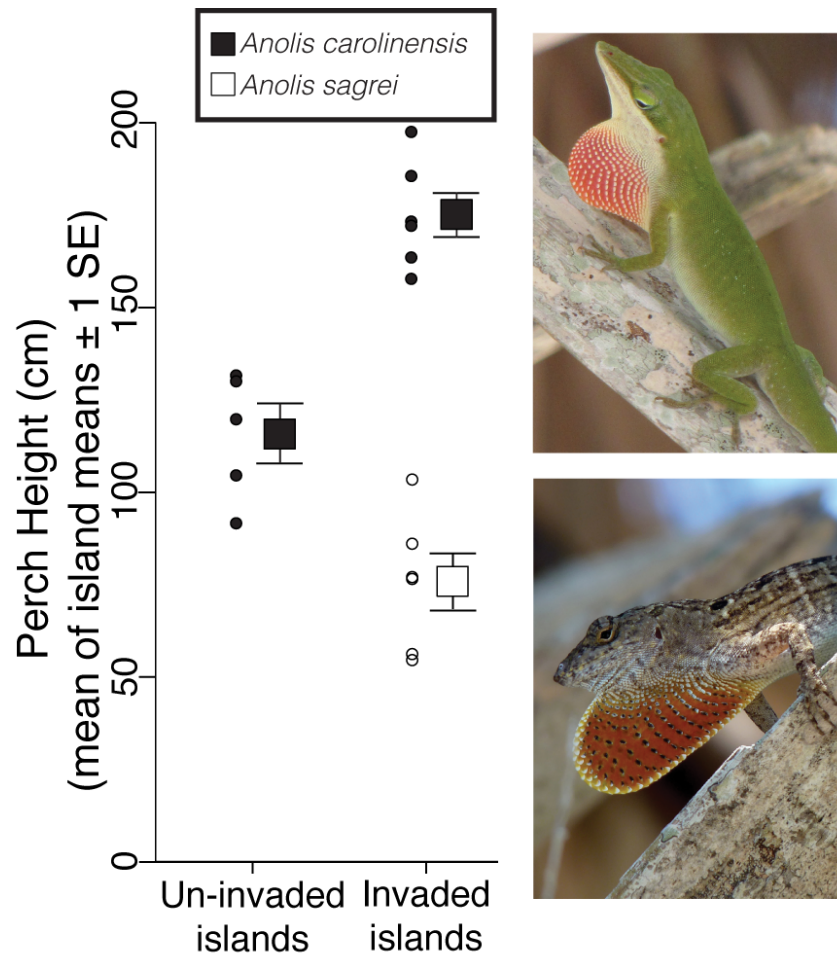 Anolis carolinensis
Anolis sagrei
Perch Height (cm)
(mean of island means ± 1 SE)
200
150
100
50
0
Un-invaded
islands
Invaded
islands